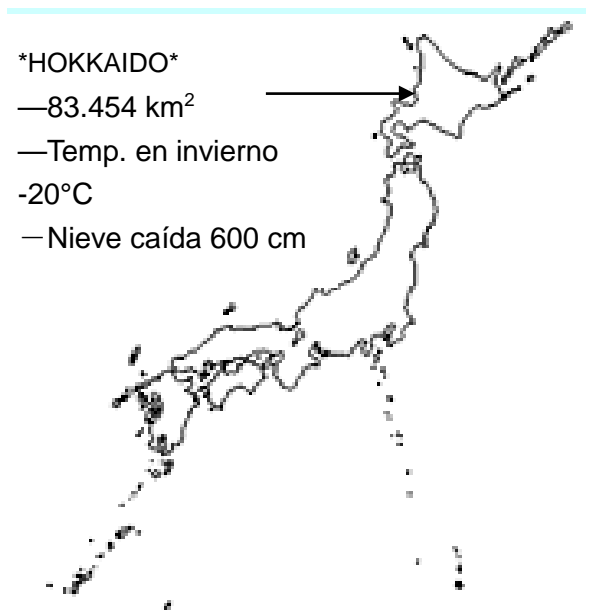 *HOKKAIDO*
—83.454 km²
—Temp. en invierno
-20°C
—Nieve caída 600 cm